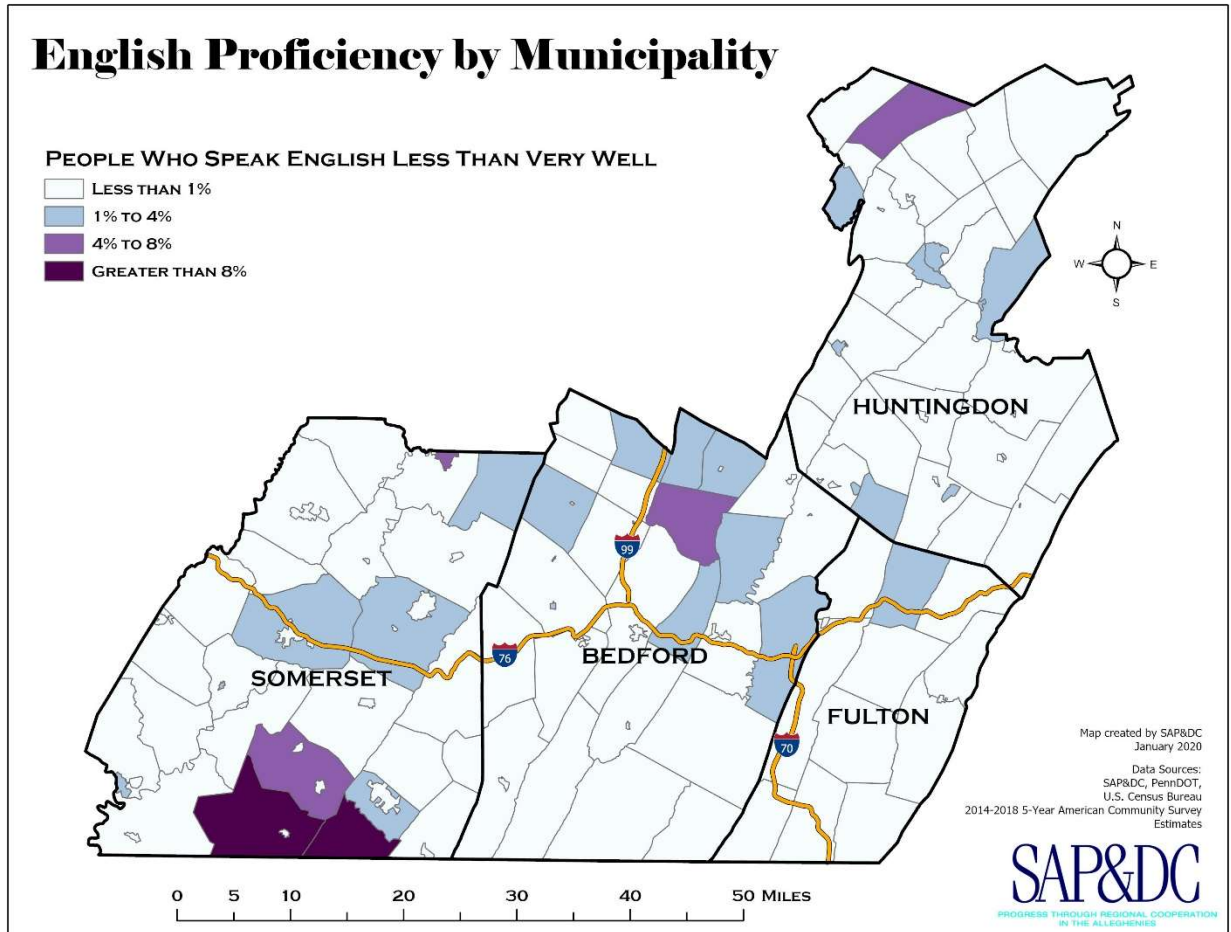 English Proficiency by Municipality
PEOPLE WHO SPEAK ENGLISH LESS THAN VERY WELL
LESS THAN 1%
1% TO 4%
4% TO 8%
GREATER THAN 8%
N
W E
S
HUNTINGDON
99
76
BEDFORD
SOMERSET
FULTON
70
Map created by SAP&DC
January 2020
Data Sources:
SAP&DC, PennDOT,
U.S. Census Bureau
2014-2018 5-Year American Community Survey
Estimates
0 5 10 20 30 40 50 MILES
SAP&DC
PROGRESS THROUGH REGIONAL COOPERATION
IN THE ALLEGHENIES